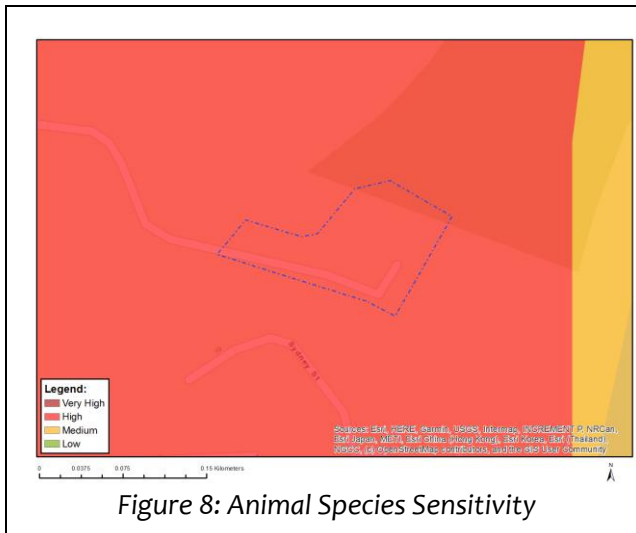 Sydney St
Legend:
Very High
High
Medium
Low
Sources: Esri, HERE, Garmin, USGS, Intermap, INCREMENT P, NRCan,
Esri Japan, METI, Esri China (Hong Kong), Esri Korea, Esri (Thailand),
NGCC, (c) OpenStreetMap contributors, and the GIS User Community
0 0.0375 0.075 0.15 Kilometers
N
Figure 8: Animal Species Sensitivity